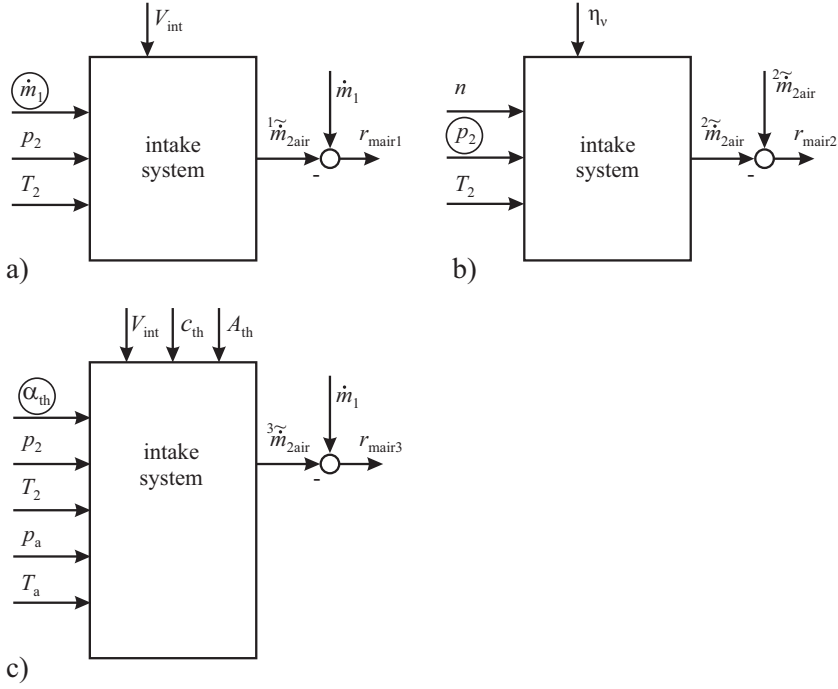 V_int
ṁ_1
p_2
T_2
intake
system
¹m̃̇_2air
ṁ_1
r_mair1
-
a)
η_v
n
p_2
T_2
intake
system
²m̃̇_2air
²m̃̇_2air
r_mair2
-
b)
V_int
c_th
A_th
α_th
p_2
T_2
p_a
T_a
intake
system
³m̃̇_2air
ṁ_1
r_mair3
-
c)